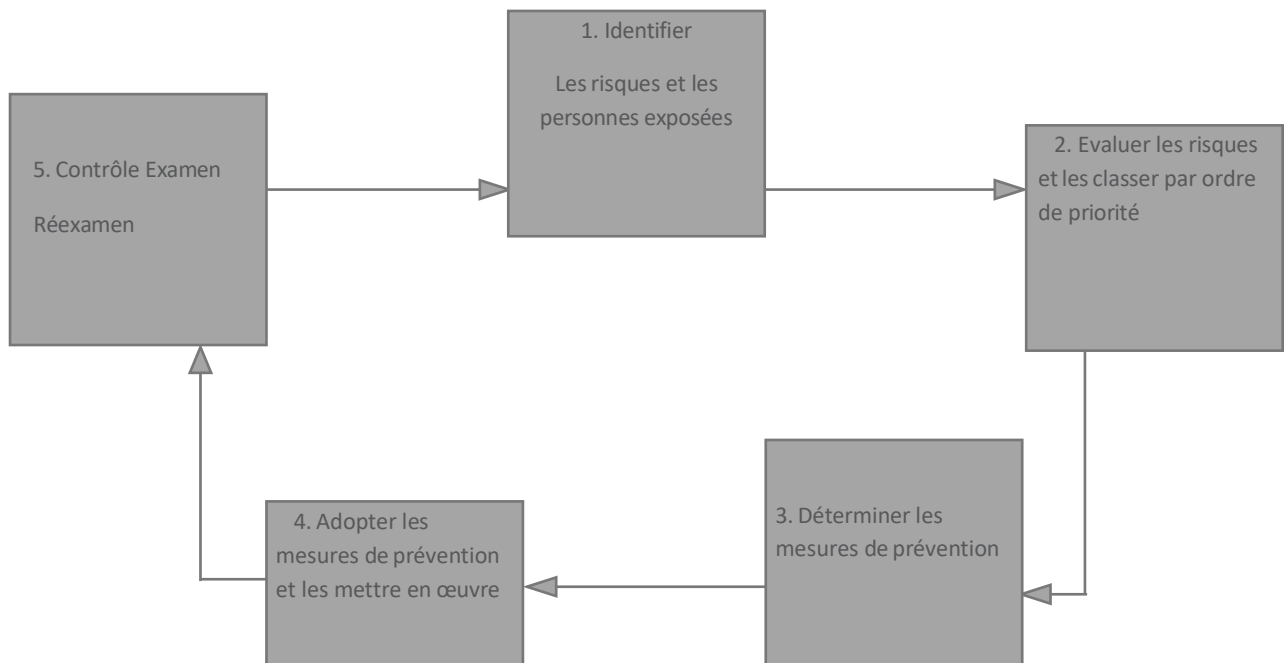 1. Identifier
Les risques et les
personnes exposées
2. Evaluer les risques
et les classer par ordre
de priorité
3. Déterminer les
mesures de prévention
4. Adopter les
mesures de prévention
et les mettre en œuvre
5. Contrôle Examen
Réexamen